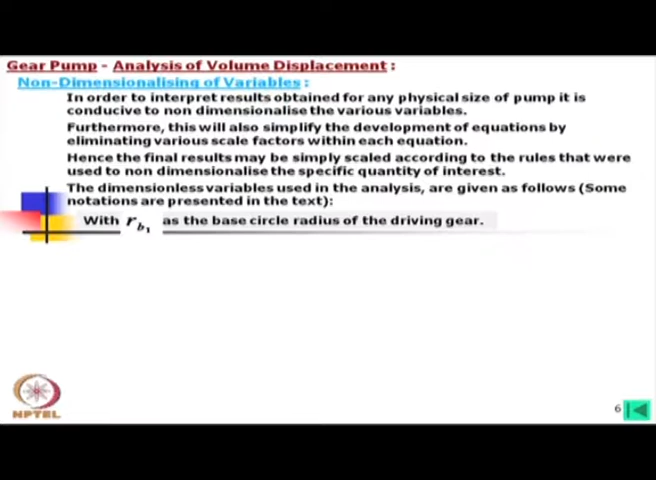 Gear Pump - Analysis of Volume Displacement :
Non-Dimensionalising of Variables :
In order to interpret results obtained for any physical size of pump it is
conducive to non dimensionalise the various variables.
Furthermore, this will also simplify the development of equations by
eliminating various scale factors within each equation.
Hence the final results may be simply scaled according to the rules that were
used to non dimensionalise the specific quantity of interest.
The dimensionless variables used in the analysis, are given as follows (Some
notations are presented in the text):
With r_b1 as the base circle radius of the driving gear.
NPTEL
6